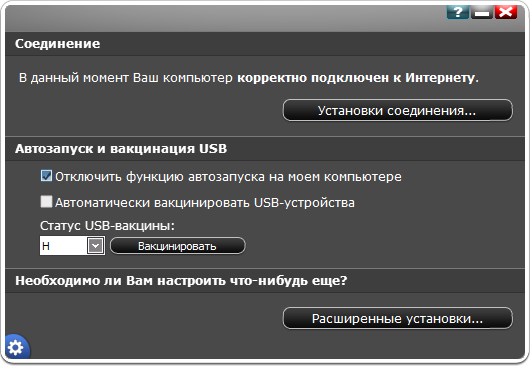 ?
Соединение
В данный момент Ваш компьютер корректно подключен к Интернету.
Установки соединения...
Автозапуск и вакцинация USB
Отключить функцию автозапуска на моем компьютере
Автоматически вакцинировать USB-устройства
Статус USB-вакцины:
H Вакцинировать
Необходимо ли Вам настроить что-нибудь еще?
Расширенные установки...